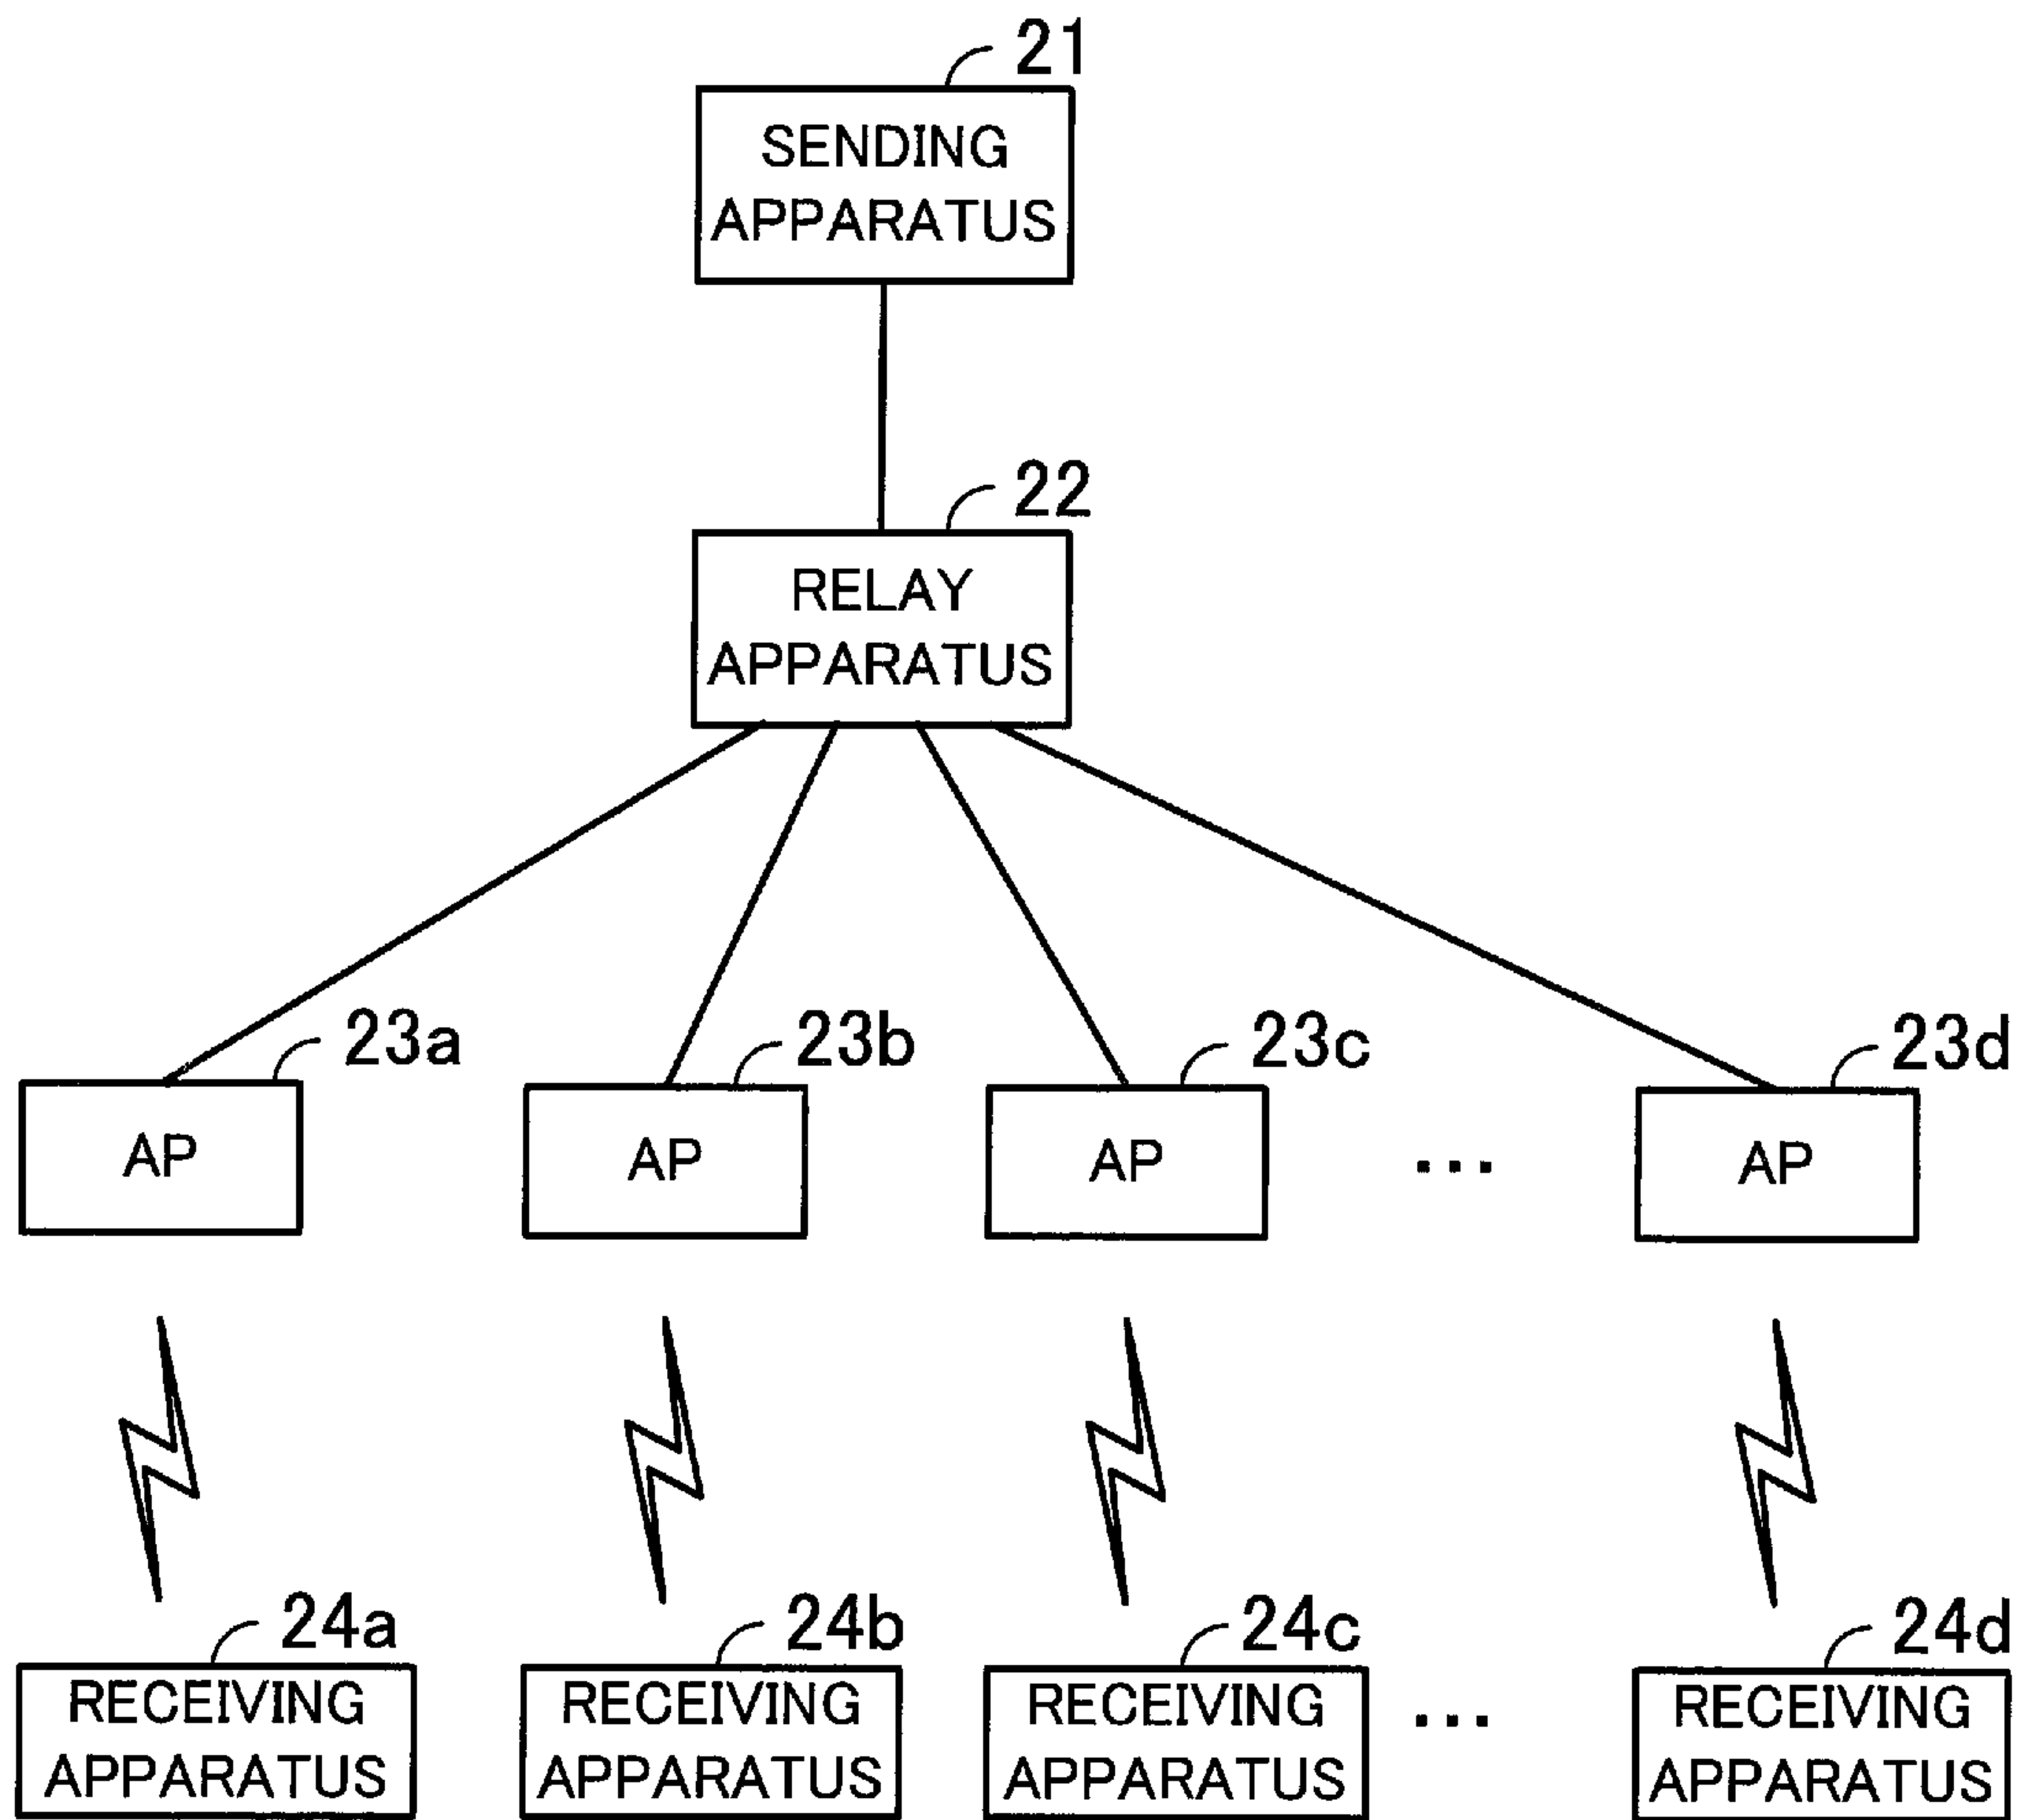 21
SENDING
APPARATUS
22
RELAY
APPARATUS
23a
23b
23c
23d
AP
AP
AP
...
AP
24a
24b
24c
24d
RECEIVING
APPARATUS
RECEIVING
APPARATUS
RECEIVING
APPARATUS
...
RECEIVING
APPARATUS